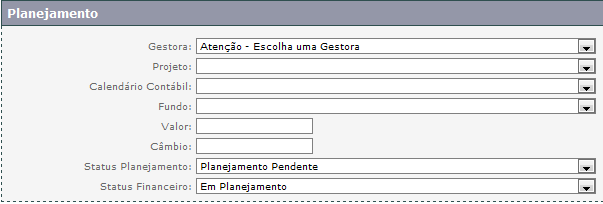 Planejamento
Gestora: Atenção - Escolha uma Gestora
Projeto:
Calendário Contábil:
Fundo:
Valor:
Câmbio:
Status Planejamento: Planejamento Pendente
Status Financeiro: Em Planejamento